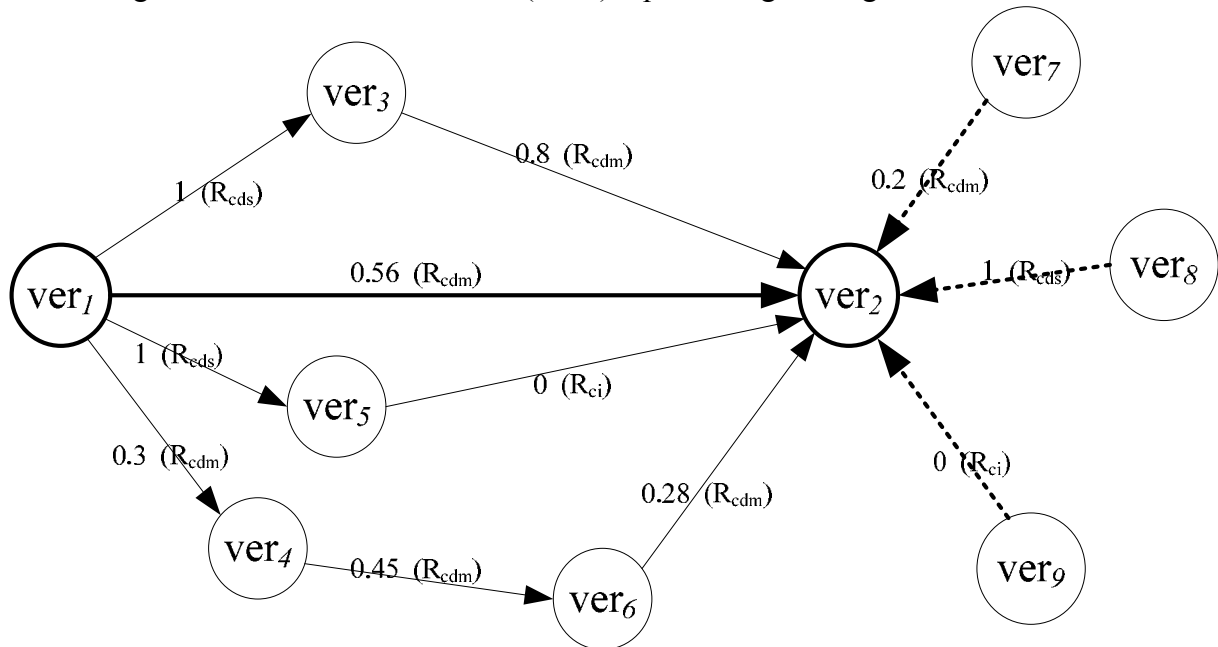 ver7
ver3
0.8 (Rcdm)
0.2 (Rcdm)
1 (Rcds)
0.56 (Rcdm)
1 (Rcds)
ver8
ver1
ver2
1 (Rcds)
0 (Rci)
ver5
0.3 (Rcdm)
0 (Rci)
0.28 (Rcdm)
ver4
0.45 (Rcdm)
ver9
ver6